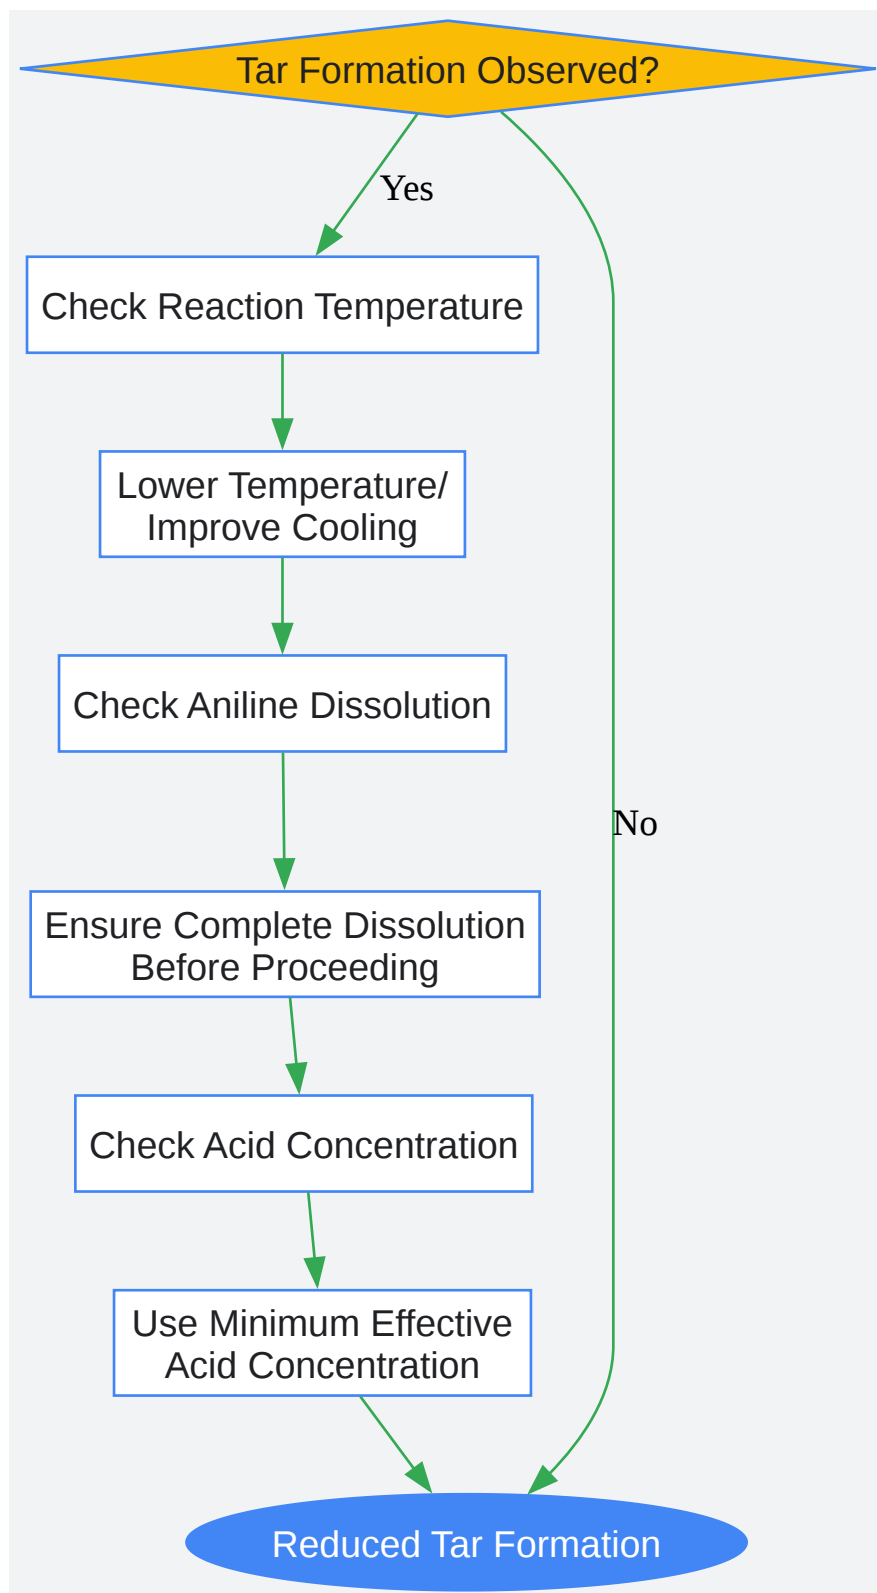 Tar Formation Observed?
Yes
Check Reaction Temperature
Lower Temperature/
Improve Cooling
Check Aniline Dissolution
No
Ensure Complete Dissolution
Before Proceeding
Check Acid Concentration
Use Minimum Effective
Acid Concentration
Reduced Tar Formation